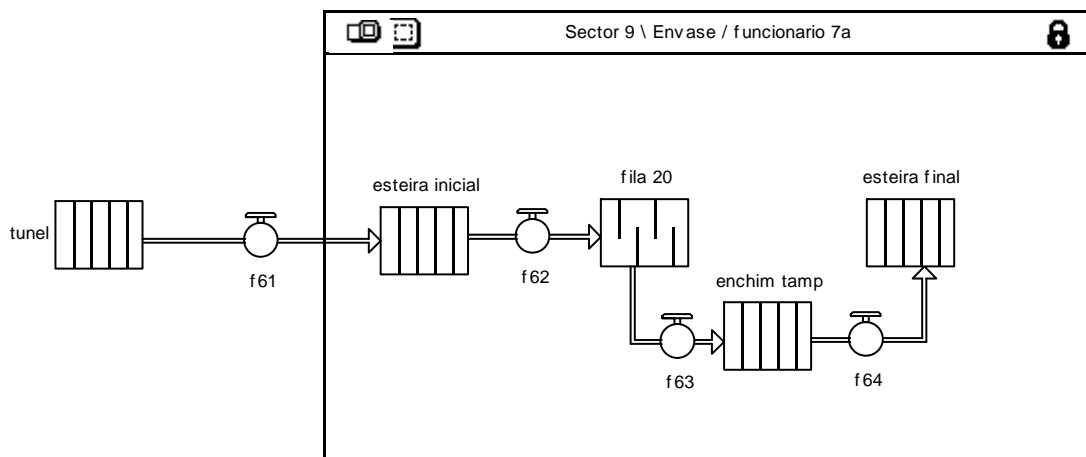 Sector 9 \ Envase / funcionario 7a
tunel
f61
esteira inicial
f62
fila 20
f63
enchim tamp
f64
esteira final